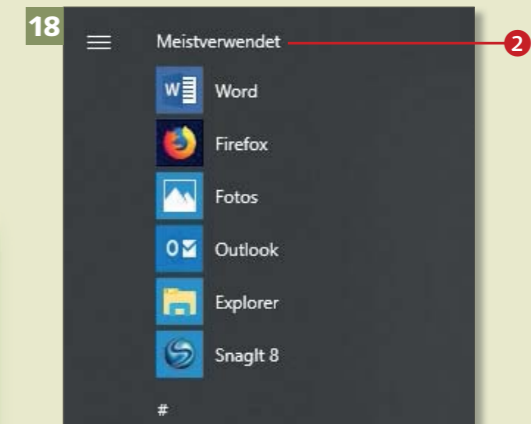 18
Meistverwendet 2
Word
Firefox
Fotos
Outlook
Explorer
SnagIt 8
#